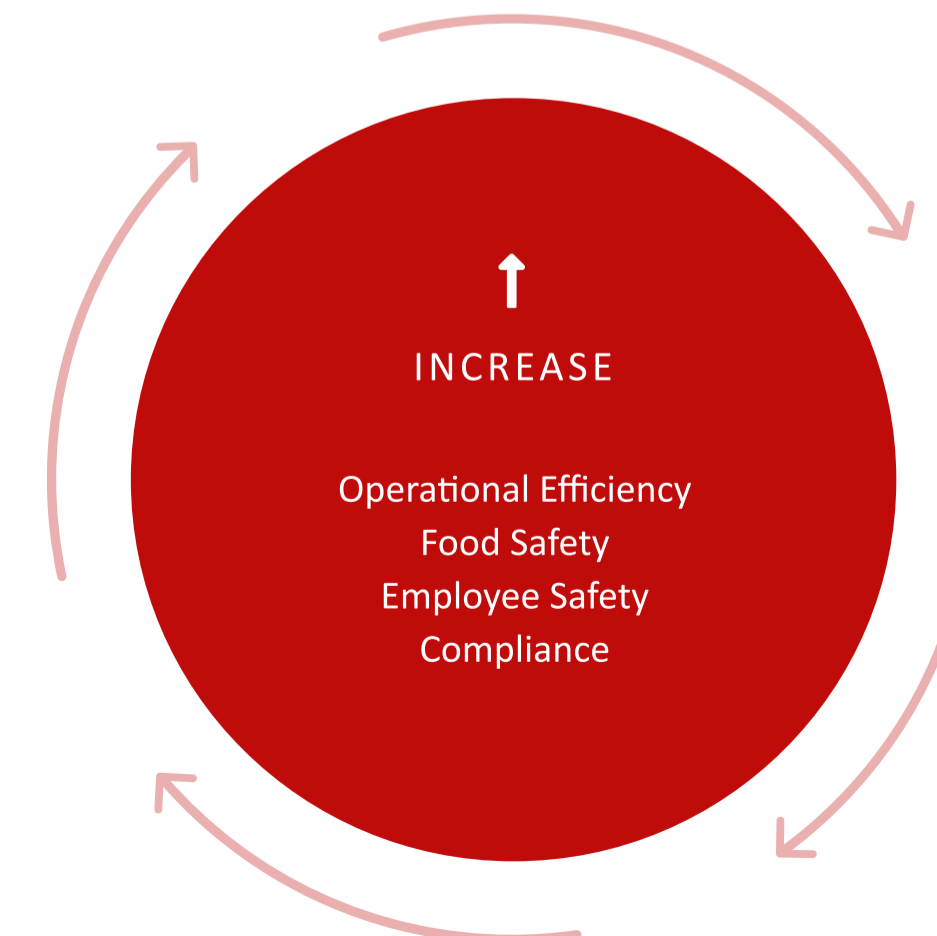 INCREASE
Operational Efficiency
Food Safety
Employee Safety
Compliance